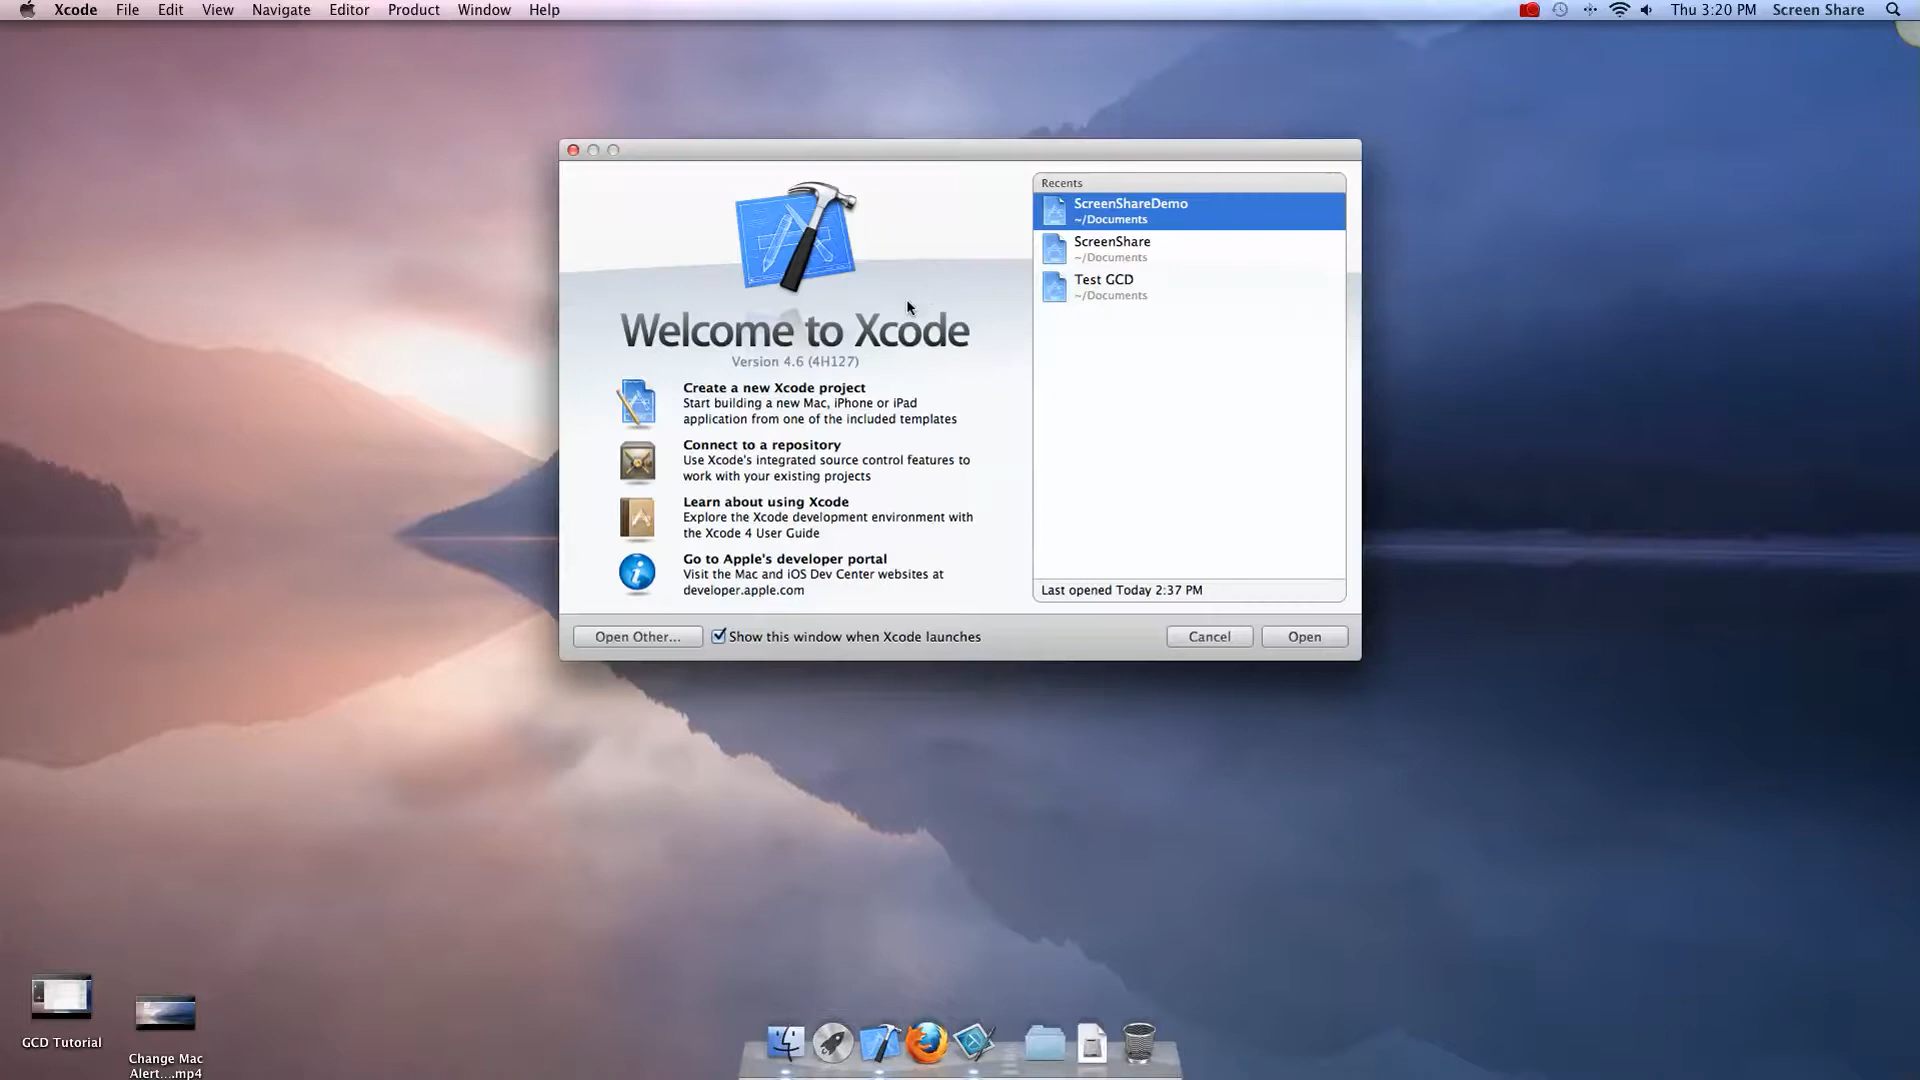 Xcode File Edit View Navigate Editor Product Window Help Thu 3:20 PM Screen Share
Welcome to Xcode
Version 4.6 (4H127)
Create a new Xcode project
Start building a new Mac, iPhone or iPad
application from one of the included templates
Connect to a repository
Use Xcode's integrated source control features to
work with your existing projects
Learn about using Xcode
Explore the Xcode development environment with
the Xcode 4 User Guide
Go to Apple's developer portal
Visit the Mac and iOS Dev Center websites at
developer.apple.com
Recents
ScreenShareDemo
~/Documents
ScreenShare
~/Documents
Test GCD
~/Documents
Last opened Today 2:37 PM
Open Other... Show this window when Xcode launches Cancel Open
GCD Tutorial
Change Mac
Alert....mp4